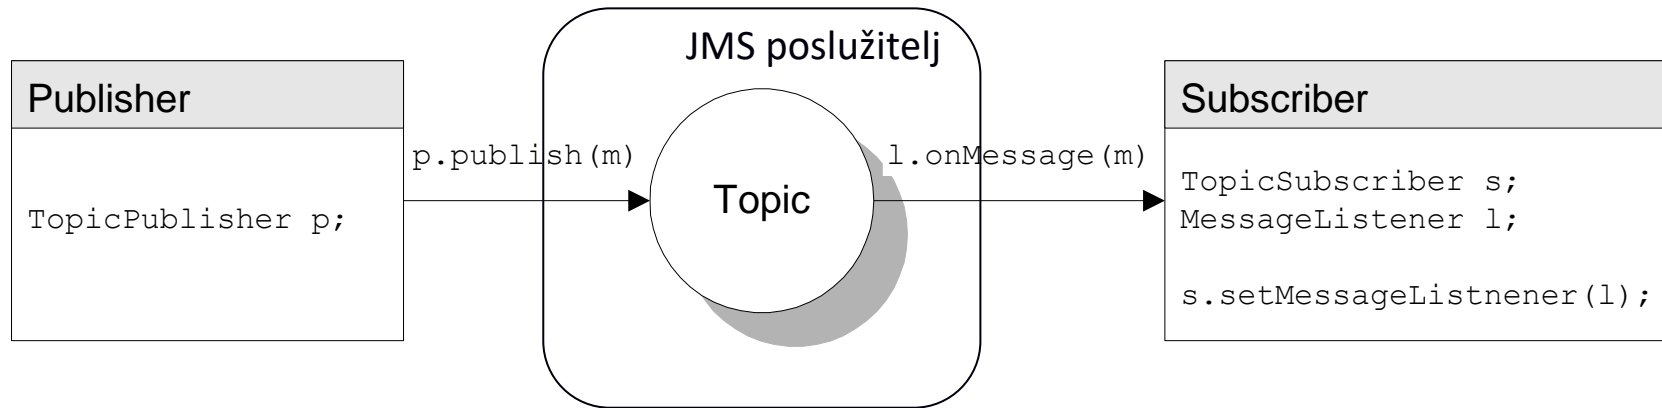 JMS poslužitelj
Publisher
TopicPublisher p;
p.publish(m)
Topic
l.onMessage(m)
Subscriber
TopicSubscriber s;
MessageListener l;
s.setMessageListnener(l);